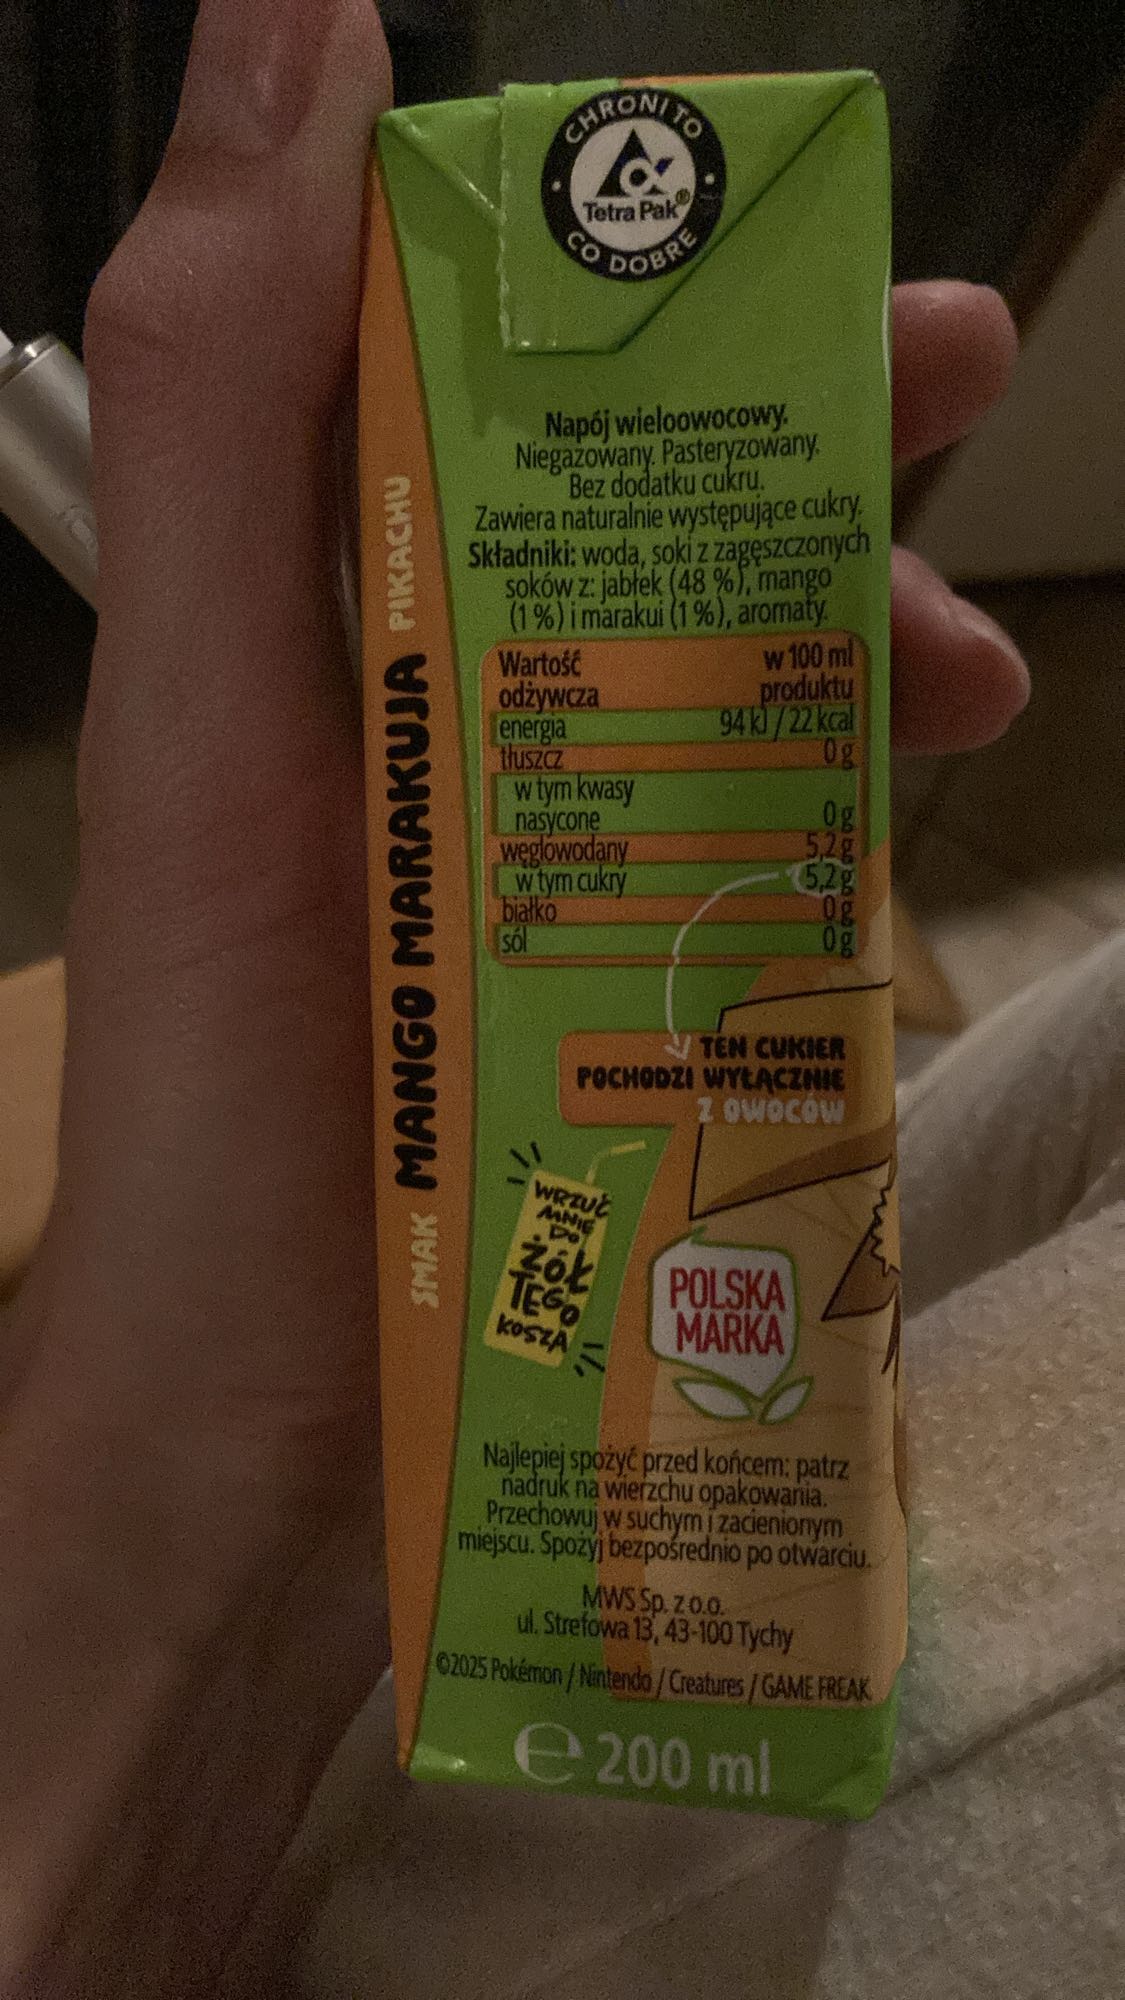 CHRONI TO
Tetra Pak®
CO DOBRE
Napój wieloowocowy.
Niegazowany. Pasteryzowany.
Bez dodatku cukru.
Zawiera naturalnie występujące cukry.
Składniki: woda, soki z zagęszczonych
soków z: jabłek (48 %), mango
(1 %) i marakui (1 %), aromaty.
Wartość odżywcza w 100 ml produktu
energia 94 kJ / 22 kcal
tłuszcz 0 g
w tym kwasy
nasycone 0 g
węglowodany 5,2 g
w tym cukry 5,2 g
białko 0 g
sól 0 g
TEN CUKIER
POCHODZI WYŁĄCZNIE
Z OWOCÓW
WRZUĆ
MNIE
DO
ŻÓŁ
TEGO
KOSZA
POLSKA
MARKA
Najlepiej spożyć przed końcem: patrz
nadruk na wierzchu opakowania.
Przechowuj w suchym i zacienionym
miejscu. Spożyj bezpośrednio po otwarciu.
MWS Sp. z o.o.
ul. Strefowa 13, 43-100 Tychy
©2025 Pokémon / Nintendo / Creatures / GAME FREAK
e 200 ml
SMAK MANGO MARAKUJA PIKACHU